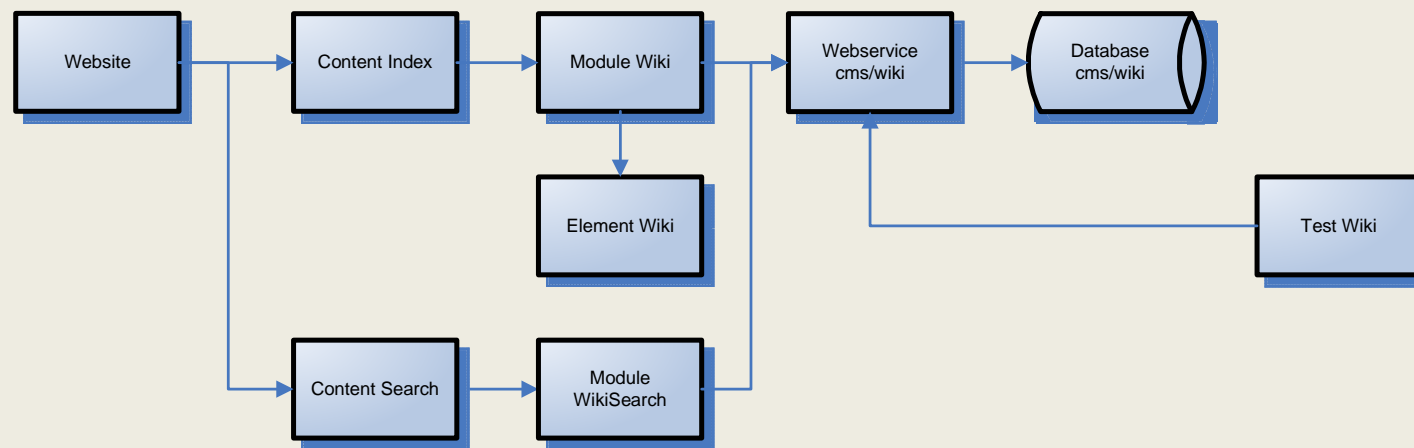 Website
Content Index
Module Wiki
Webservice
cms/wiki
Database
cms/wiki
Element Wiki
Test Wiki
Content Search
Module
WikiSearch